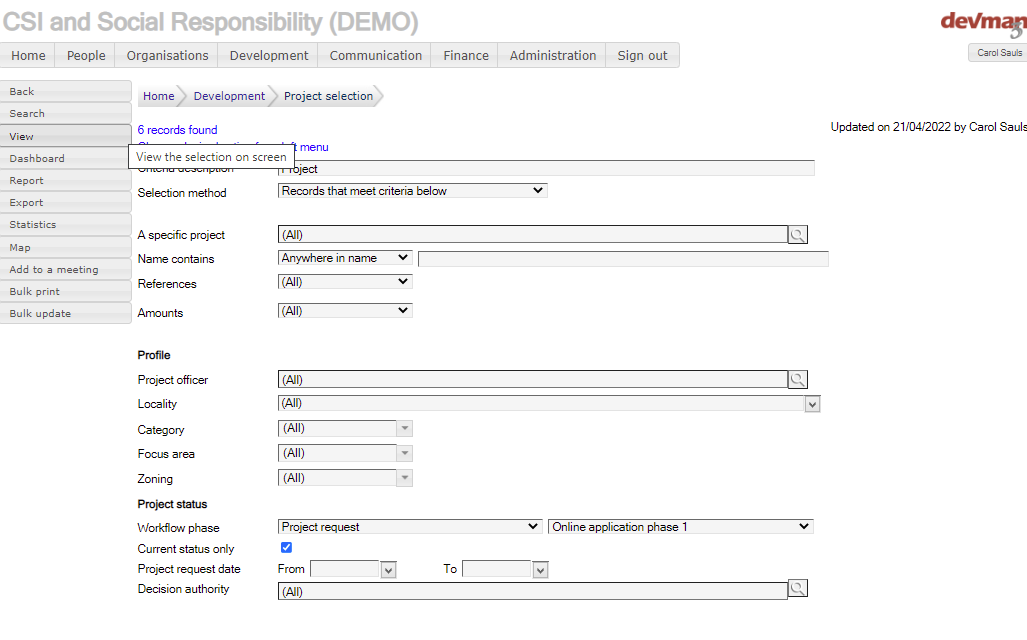 CSI and Social Responsibility (DEMO)
devman
3
Home People Organisations Development Communication Finance Administration Sign out
Carol Sauls
Back
Search
View
Dashboard
Report
Export
Statistics
Map
Add to a meeting
Bulk print
Bulk update
Home Development Project selection
6 records found
Updated on 21/04/2022 by Carol Sauls
menu
View the selection on screen
Criteria description Project
Selection method Records that meet criteria below
A specific project (All)
Name contains Anywhere in name
References (All)
Amounts (All)
Profile
Project officer (All)
Locality (All)
Category (All)
Focus area (All)
Zoning (All)
Project status
Workflow phase Project request Online application phase 1
Current status only
Project request date From To
Decision authority (All)